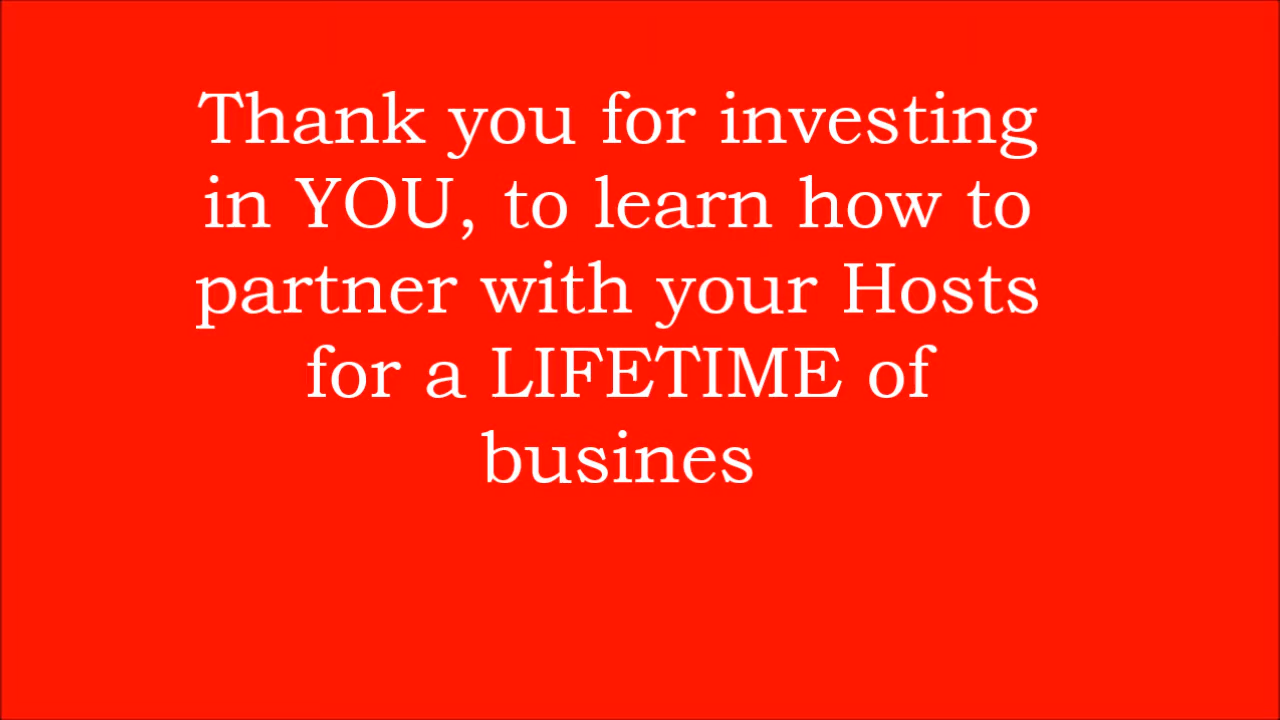 Thank you for investing
in YOU, to learn how to
partner with your Hosts
for a LIFETIME of
busines